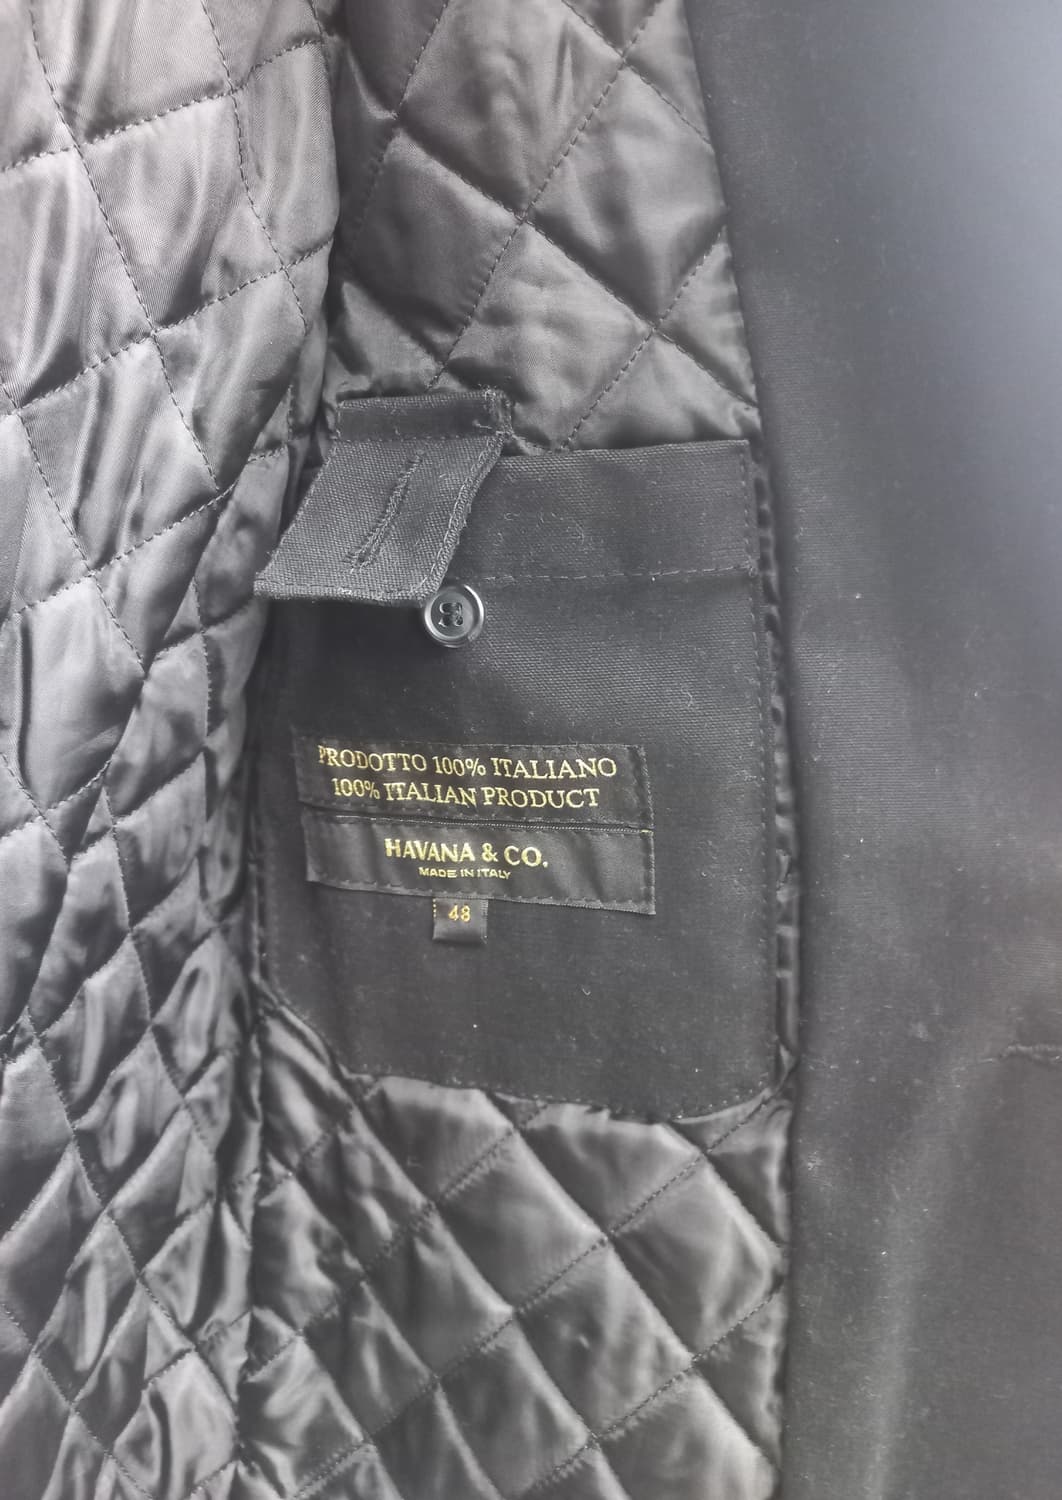 PRODOTTO 100% ITALIANO
100% ITALIAN PRODUCT
HAVANA & CO.
MADE IN ITALY
48